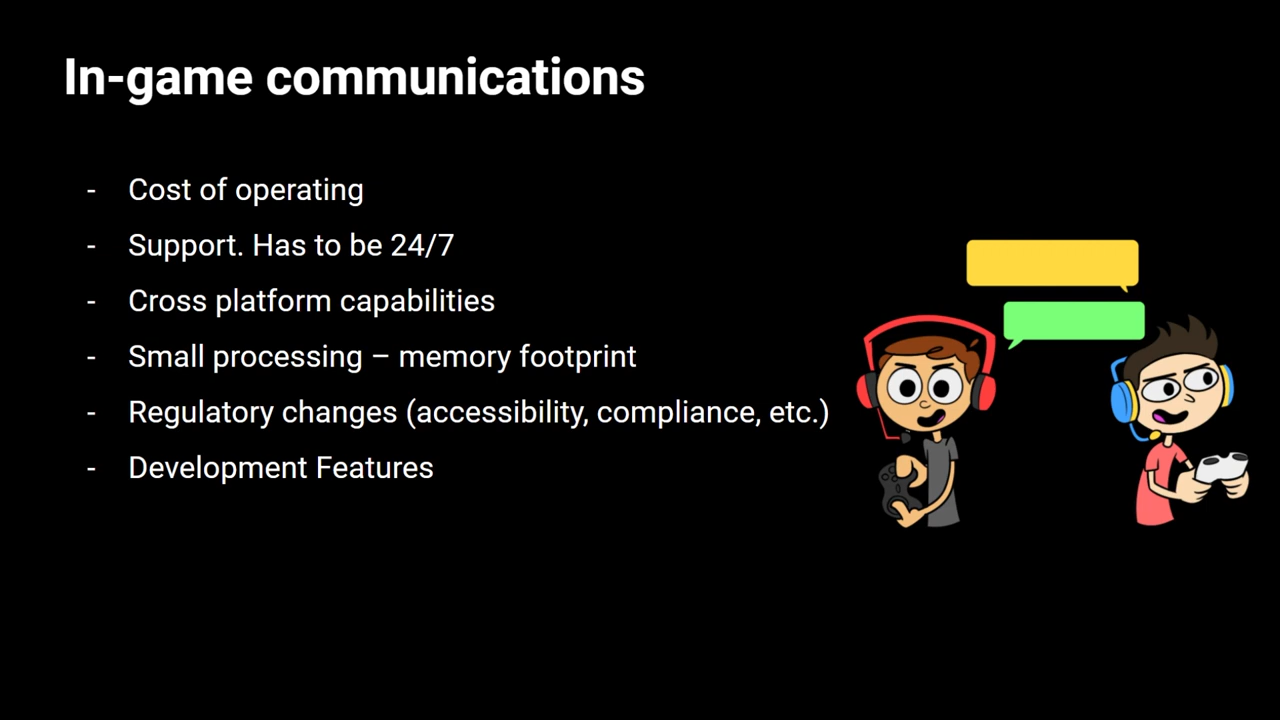 In-game communications
- Cost of operating
- Support. Has to be 24/7
- Cross platform capabilities
- Small processing – memory footprint
- Regulatory changes (accessibility, compliance, etc.)
- Development Features